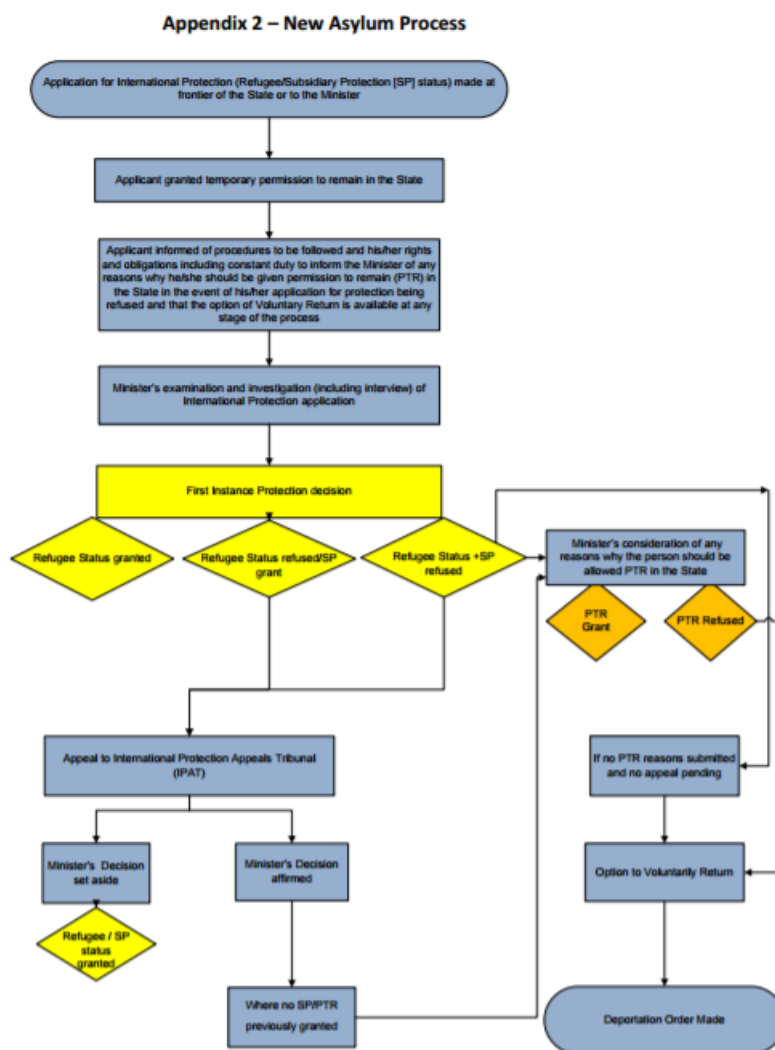 Appendix 2 – New Asylum Process
Application for International Protection (Refugee/Subsidiary Protection [SP] status) made at
frontier of the State or to the Minister
Applicant granted temporary permission to remain in the State
Applicant informed of procedures to be followed and his/her rights
and obligations including constant duty to inform the Minister of any
reasons why he/she should be given permission to remain (PTR) in
the State in the event of his/her application for protection being
refused and that the option of Voluntary Return is available at any
stage of the process
Minister's examination and investigation (including interview) of
International Protection application
First Instance Protection decision
Refugee Status granted
Refugee Status refused/SP
grant
Refugee Status +SP
refused
Minister's consideration of any
reasons why the person should be
allowed PTR in the State
PTR
Grant
PTR Refused
Appeal to International Protection Appeals Tribunal
(IPAT)
If no PTR reasons submitted
and no appeal pending
Minister's Decision
set aside
Minister's Decision
affirmed
Option to Voluntarily Return
Refugee / SP
status
granted
Where no SP/PTR
previously granted
Deportation Order Made